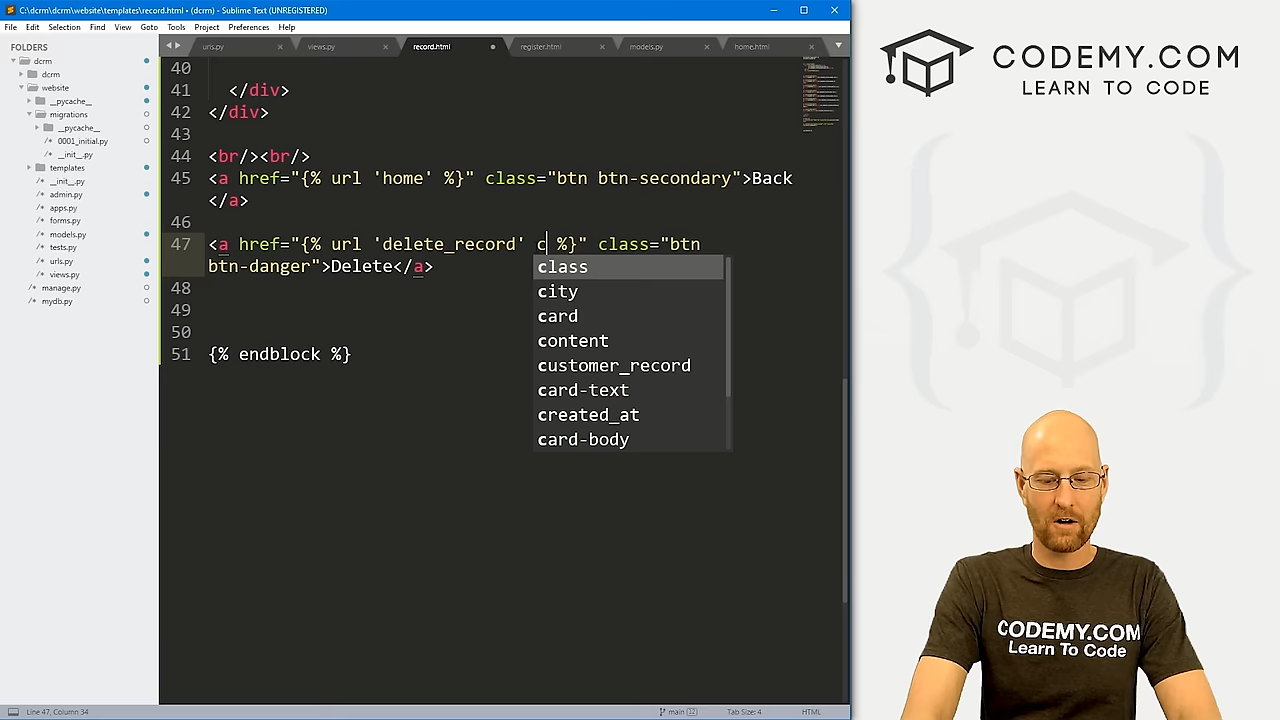 C:\dcrm\dcrm\website\templates\record.html • (dcrm) - Sublime Text (UNREGISTERED)
File Edit Selection Find View Goto Tools Project Preferences Help
FOLDERS
dcrm
dcrm
website
__pycache__
migrations
__pycache__
0001_initial.py
__init__.py
templates
__init__.py
admin.py
apps.py
forms.py
models.py
tests.py
urls.py
views.py
manage.py
mydb.py
urls.py views.py record.html register.html models.py home.html
40
41 </div>
42 </div>
43
44 <br/><br/>
45 <a href="{% url 'home' %}" class="btn btn-secondary">Back
</a>
46
47 <a href="{% url 'delete_record' c %}" class="btn
btn-danger">Delete</a>
48
49
50
51 {% endblock %}
class
city
card
content
customer_record
card-text
created_at
card-body
Line 47, Column 34
main 12
Tab Size: 4
HTML
CODEMY.COM
LEARN TO CODE
CODEMY.COM
Learn To Code